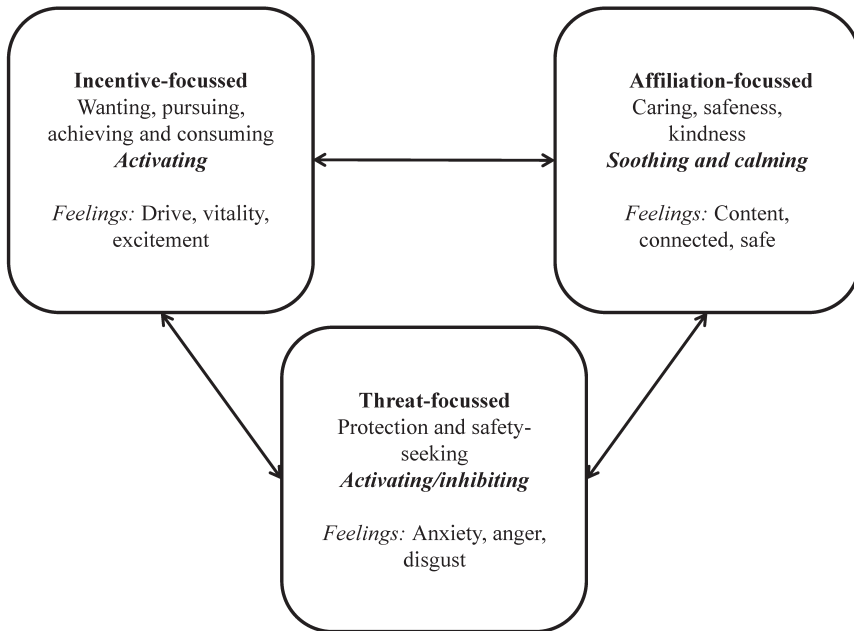 Incentive-focussed
Wanting, pursuing,
achieving and consuming
Activating
Feelings: Drive, vitality,
excitement
Affiliation-focussed
Caring, safeness,
kindness
Soothing and calming
Feelings: Content,
connected, safe
Threat-focussed
Protection and safety-
seeking
Activating/inhibiting
Feelings: Anxiety, anger,
disgust